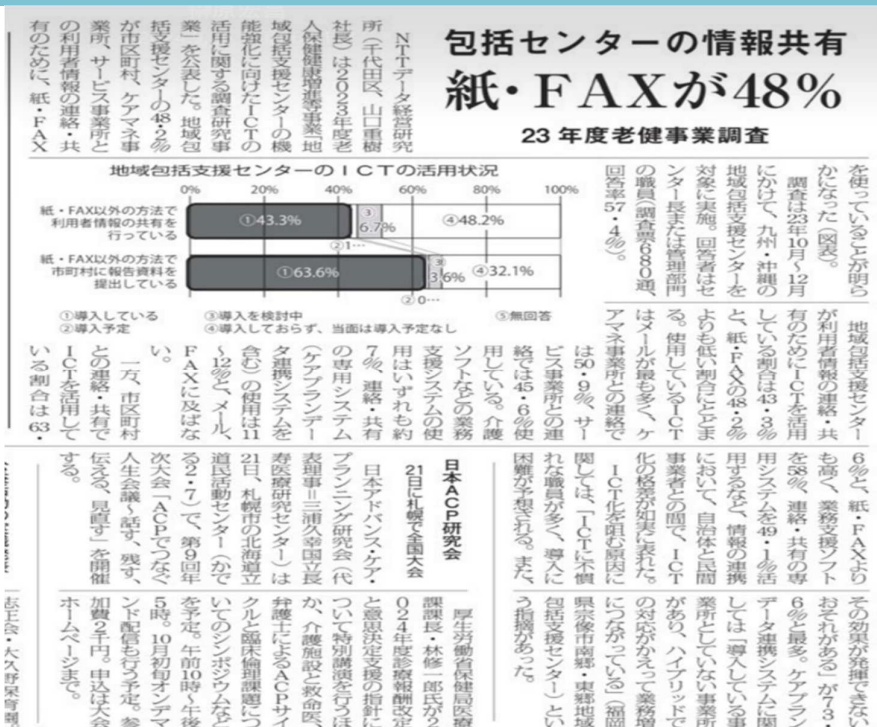 包括センターの情報共有
紙・FAXが48%
23年度老健事業調査
NTTデータ経営研究
所(千代田区、山口重樹
社長)は2023年度老
人保健健康増進等事業「地
域包括支援センターの機
能強化に向けたICTの
活用に関する調査研究事
業」を公表した。地域包
括支援センターの48・2%
が市区町村、ケアマネ事
業所、サービス事業所と
の利用者情報の連絡・共
有のために、紙・FAX
を使っていることが明ら
かになった(図表)。
調査は23年10月~12月
にかけて、九州・沖縄の
地域包括支援センターを
対象に実施。回答者はセ
ンター長または管理部門
の職員、調査票680通、
回答率57・4%)。
地域包括支援センターのICTの活用状況
0% 20% 40% 60% 80% 100%
紙・FAX以外の方法で
利用者情報の共有を
行っている
①43.3% ②1… ③6.7% ④48.2%
紙・FAX以外の方法で
市町村に報告資料を
提出している
①63.6% ②0… ③3.6% ④32.1%
①導入している ③導入を検討中 ⑤無回答
②導入予定 ④導入しておらず、当面は導入予定なし
地域包括支援センター
が利用者情報の連絡・共
有のためにICTを活用
している割合は43・3%
と、紙・FAXの48・2%
よりも低い割合にとどま
る。使用しているICT
はメールが最も多く、ケ
アマネ事業所との連絡で
は50・9%、サー
ビス事業所との連
絡では45・6%使
用している。介護
ソフトなどの業務
支援システムの使
用はいずれも約
7%、連絡・共有
の専用システム
(ケアプランデー
タ連携システムを
含む)の使用は11
~12%と、メール、
FAXに及ばな
い。
一方、市区町村
との連絡・共有で
ICTを活用して
いる割合は63・
6%と、紙・FAXより
も高く、業務支援ソフト
を58%、連絡・共有の専
用システムを49・1%活
用するなど、情報の連携
において、自治体と民間
事業者との間で、ICT
化の格差が如実に表れた。
ICT化を阻む原因に
関しては、「ICTに不慣
れな職員が多く、導入に
困難が予想される。また、
その効果が発揮できない
おそれがある」が73・
6%と最多。ケアプラン
データ連携システムに関
しては「導入している事
業所としていない事業所
があり、ハイブリッドで
の対応がかえって業務増
につながっている」(福岡
県宗像市南郷・東郷地域
包括支援センター)とい
う指摘があった。
日本ACP研究会
21日に札幌で全国大会
日本アドバンス・ケア・
プランニング研究会(代
表理事=三浦久幸国立長
寿医療研究センター)は
21日、札幌市の北海道立
道民活動センター(かで
る2・7)で、第9回年
次大会「ACPでつなぐ
人生会議~話す、残す、
伝える、見直す」を開催
する。
厚生労働省保健局医療
課課長・林修一郎氏が2
024年度診療報酬改定
と意思決定支援の指針に
ついて特別講演を行うほ
か、介護施設と救命医、
弁護士によるACPサイ
クルと臨床倫理課題につ
いてのシンポジウムなど
を予定。午前10時~午後
5時。10月初旬オンデマ
ンド配信も行う予定。参
加費2千円。申込は大会
ホームページまで。